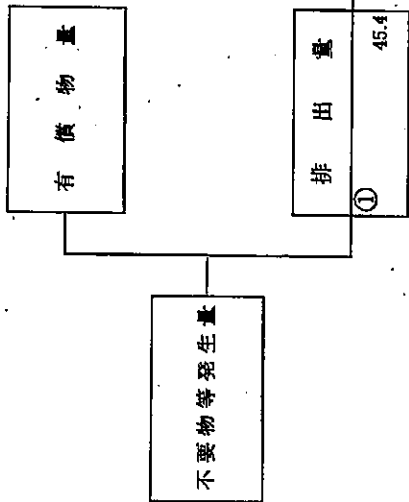 不要物等発生量
有償物量
排出量
①
45.4